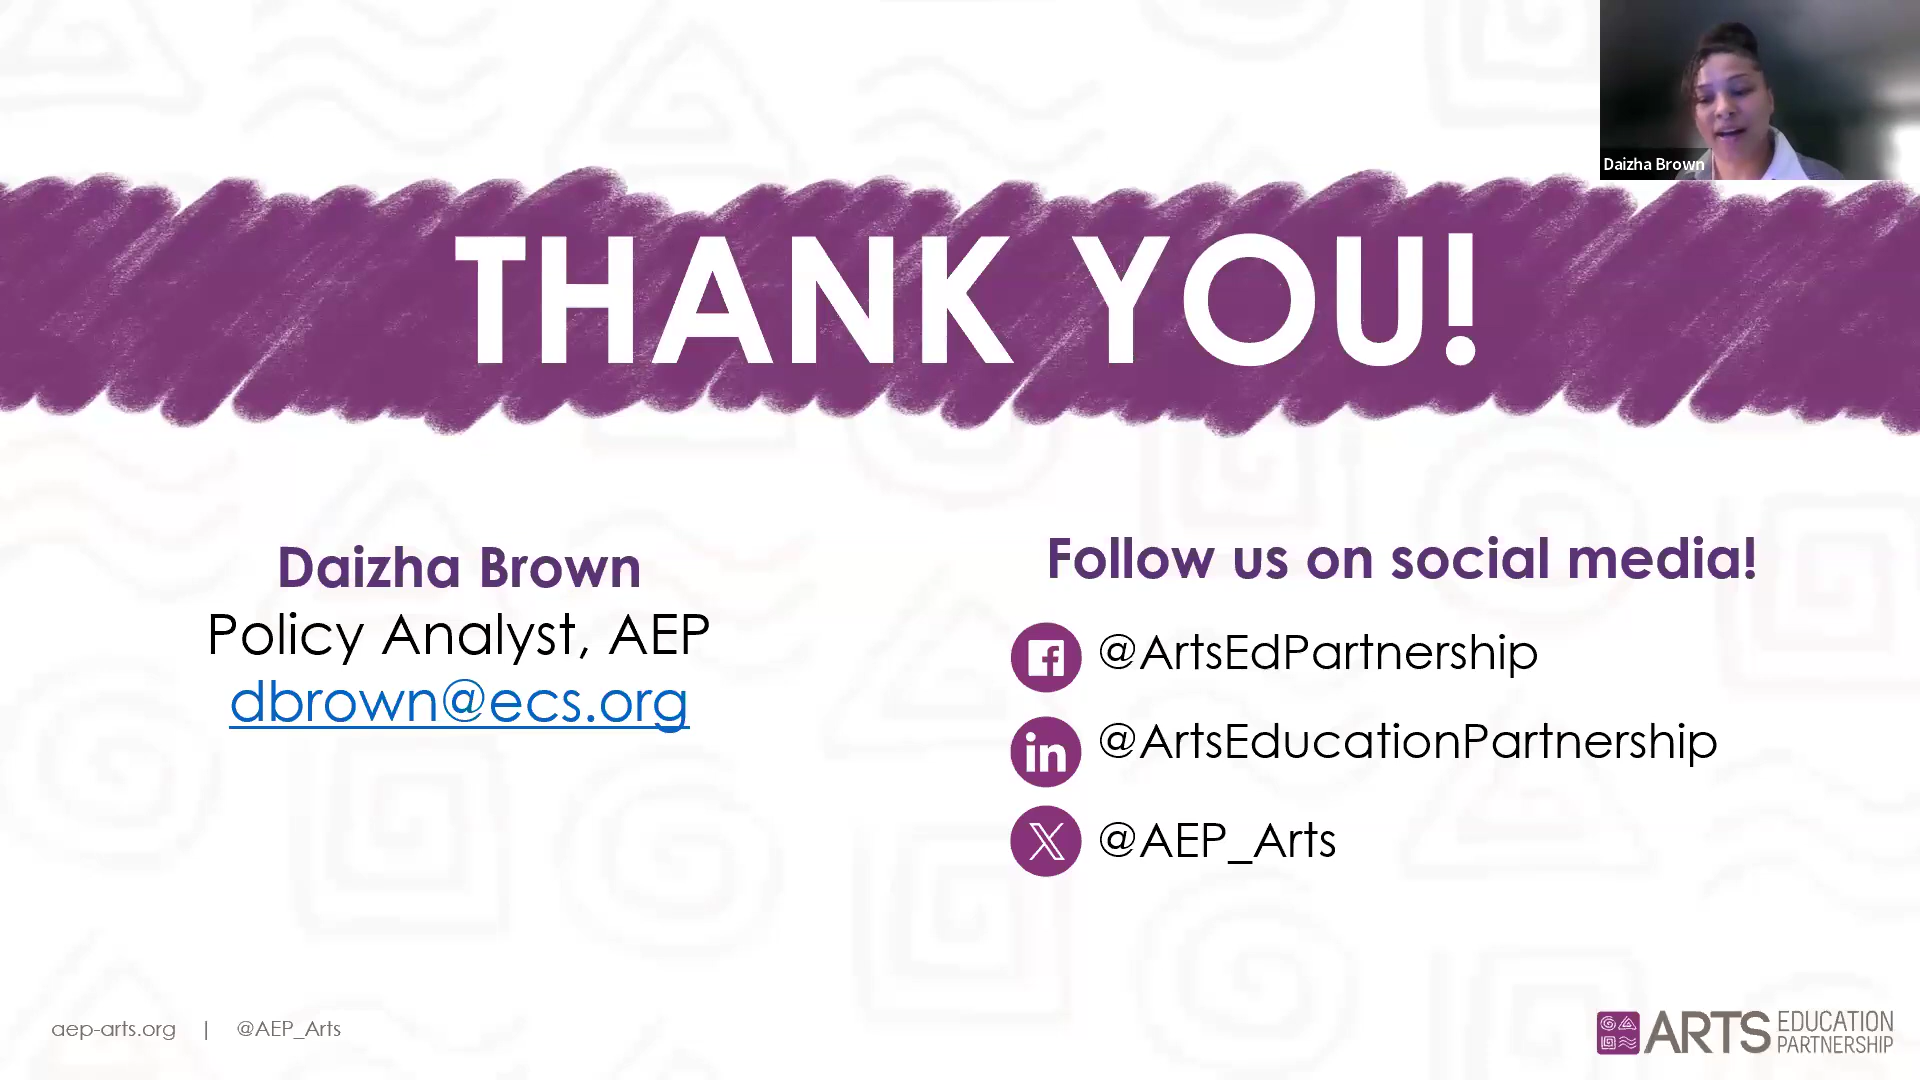 Daizha Brown
THANK YOU!
Daizha Brown
Policy Analyst, AEP
dbrown@ecs.org
Follow us on social media!
@ArtsEdPartnership
in @ArtsEducationPartnership
@AEP_Arts
aep-arts.org | @AEP_Arts
ARTS EDUCATION
PARTNERSHIP